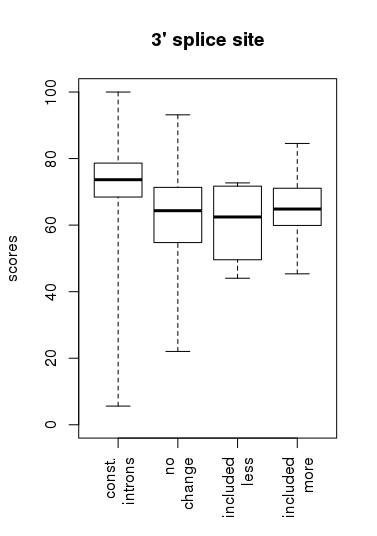 3' splice site
scores
100
80
60
40
20
0
const.
introns
no
change
included
less
included
more